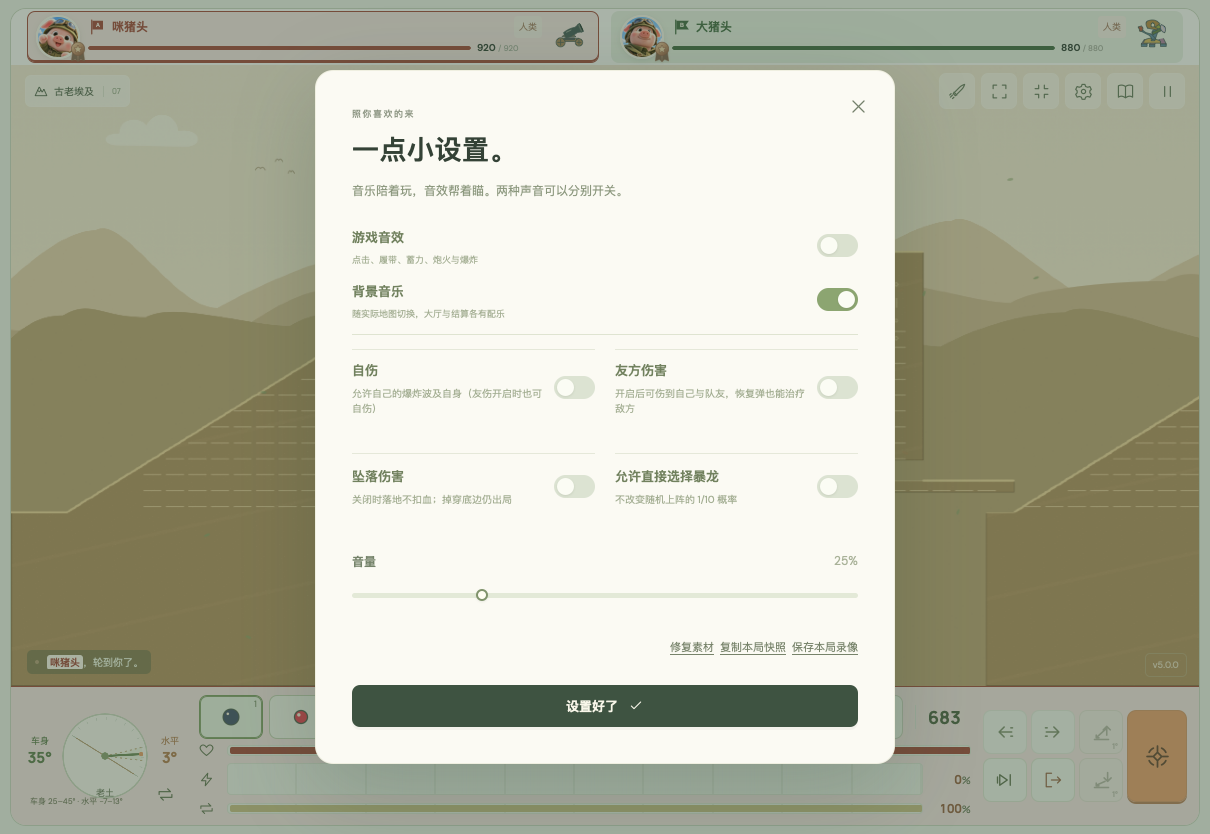 咪猪头
人类
920 / 920
大猪头
人类
880 / 880
古老埃及
07
照你喜欢的来
一点小设置。
音乐陪着玩，音效帮着瞄。两种声音可以分别开关。
游戏音效
点击、履带、蓄力、炮火与爆炸
背景音乐
随实际地图切换，大厅与结算各有配乐
自伤
允许自己的爆炸波及自身（友伤开启时也可
自伤）
友方伤害
开启后可伤到自己与队友，恢复弹也能治疗
敌方
坠落伤害
关闭时落地不扣血；掉穿底边仍出局
允许直接选择暴龙
不改变随机上阵的 1/10 概率
音量
25%
修复素材 复制本局快照 保存本局录像
设置好了
咪猪头，轮到你了。
v5.0.0
车身
35°
水平
3°
老土
车身 25–45° · 水平 -7–13°
1
683
0%
100%
1°
1°